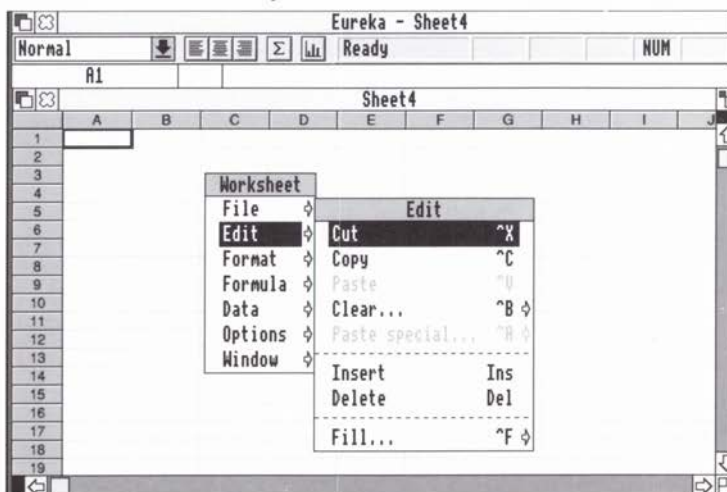 Eureka - Sheet4
Normal Σ Ready NUM
A1
Sheet4
A B C D E F G H I J
1
2
3
4
5
6
7
8
9
10
11
12
13
14
15
16
17
18
19
Worksheet
File
Edit
Format
Formula
Data
Options
Window
Edit
Cut ^X
Copy ^C
Paste ^V
Clear... ^B
Paste special... ^A
Insert Ins
Delete Del
Fill... ^F